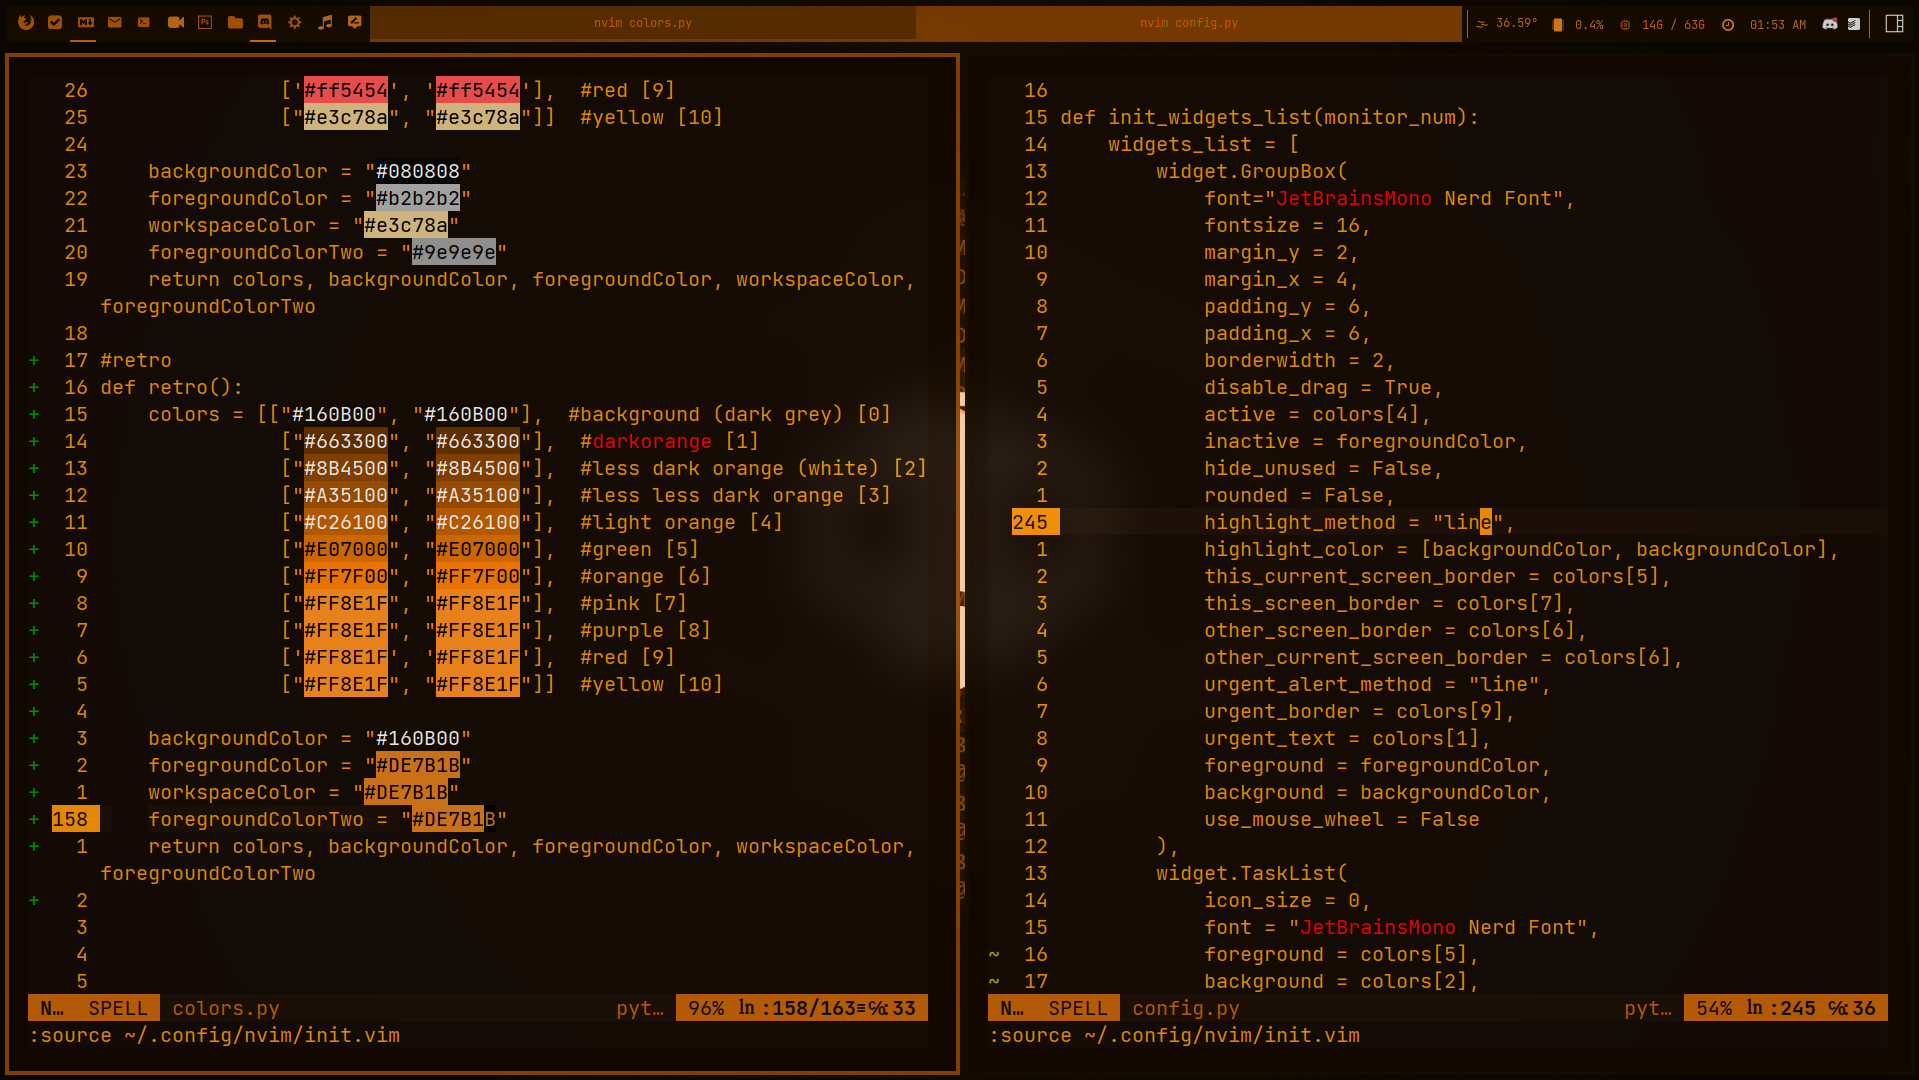 nvim colors.py
nvim config.py
36.59°
0.4%
14G / 63G
01:53 AM
26 ['#ff5454', '#ff5454'], #red [9]
25 ["#e3c78a", "#e3c78a"]] #yellow [10]
24
23 backgroundColor = "#080808"
22 foregroundColor = "#b2b2b2"
21 workspaceColor = "#e3c78a"
20 foregroundColorTwo = "#9e9e9e"
19 return colors, backgroundColor, foregroundColor, workspaceColor,
foregroundColorTwo
18
+ 17 #retro
+ 16 def retro():
+ 15 colors = [["#160B00", "#160B00"], #background (dark grey) [0]
+ 14 ["#663300", "#663300"], #darkorange [1]
+ 13 ["#8B4500", "#8B4500"], #less dark orange (white) [2]
+ 12 ["#A35100", "#A35100"], #less less dark orange [3]
+ 11 ["#C26100", "#C26100"], #light orange [4]
+ 10 ["#E07000", "#E07000"], #green [5]
+ 9 ["#FF7F00", "#FF7F00"], #orange [6]
+ 8 ["#FF8E1F", "#FF8E1F"], #pink [7]
+ 7 ["#FF8E1F", "#FF8E1F"], #purple [8]
+ 6 ['#FF8E1F', '#FF8E1F'], #red [9]
+ 5 ["#FF8E1F", "#FF8E1F"]] #yellow [10]
+ 4
+ 3 backgroundColor = "#160B00"
+ 2 foregroundColor = "#DE7B1B"
+ 1 workspaceColor = "#DE7B1B"
+ 158 foregroundColorTwo = "#DE7B1B"
+ 1 return colors, backgroundColor, foregroundColor, workspaceColor,
foregroundColorTwo
+ 2
3
4
5
N… SPELL colors.py pyt… 96% ln :158/163≡℅:33
:source ~/.config/nvim/init.vim
16
15 def init_widgets_list(monitor_num):
14 widgets_list = [
13 widget.GroupBox(
12 font="JetBrainsMono Nerd Font",
11 fontsize = 16,
10 margin_y = 2,
9 margin_x = 4,
8 padding_y = 6,
7 padding_x = 6,
6 borderwidth = 2,
5 disable_drag = True,
4 active = colors[4],
3 inactive = foregroundColor,
2 hide_unused = False,
1 rounded = False,
245 highlight_method = "line",
1 highlight_color = [backgroundColor, backgroundColor],
2 this_current_screen_border = colors[5],
3 this_screen_border = colors[7],
4 other_screen_border = colors[6],
5 other_current_screen_border = colors[6],
6 urgent_alert_method = "line",
7 urgent_border = colors[9],
8 urgent_text = colors[1],
9 foreground = foregroundColor,
10 background = backgroundColor,
11 use_mouse_wheel = False
12 ),
13 widget.TaskList(
14 icon_size = 0,
15 font = "JetBrainsMono Nerd Font",
~ 16 foreground = colors[5],
~ 17 background = colors[2],
N… SPELL config.py pyt… 54% ln :245 ℅:36
:source ~/.config/nvim/init.vim